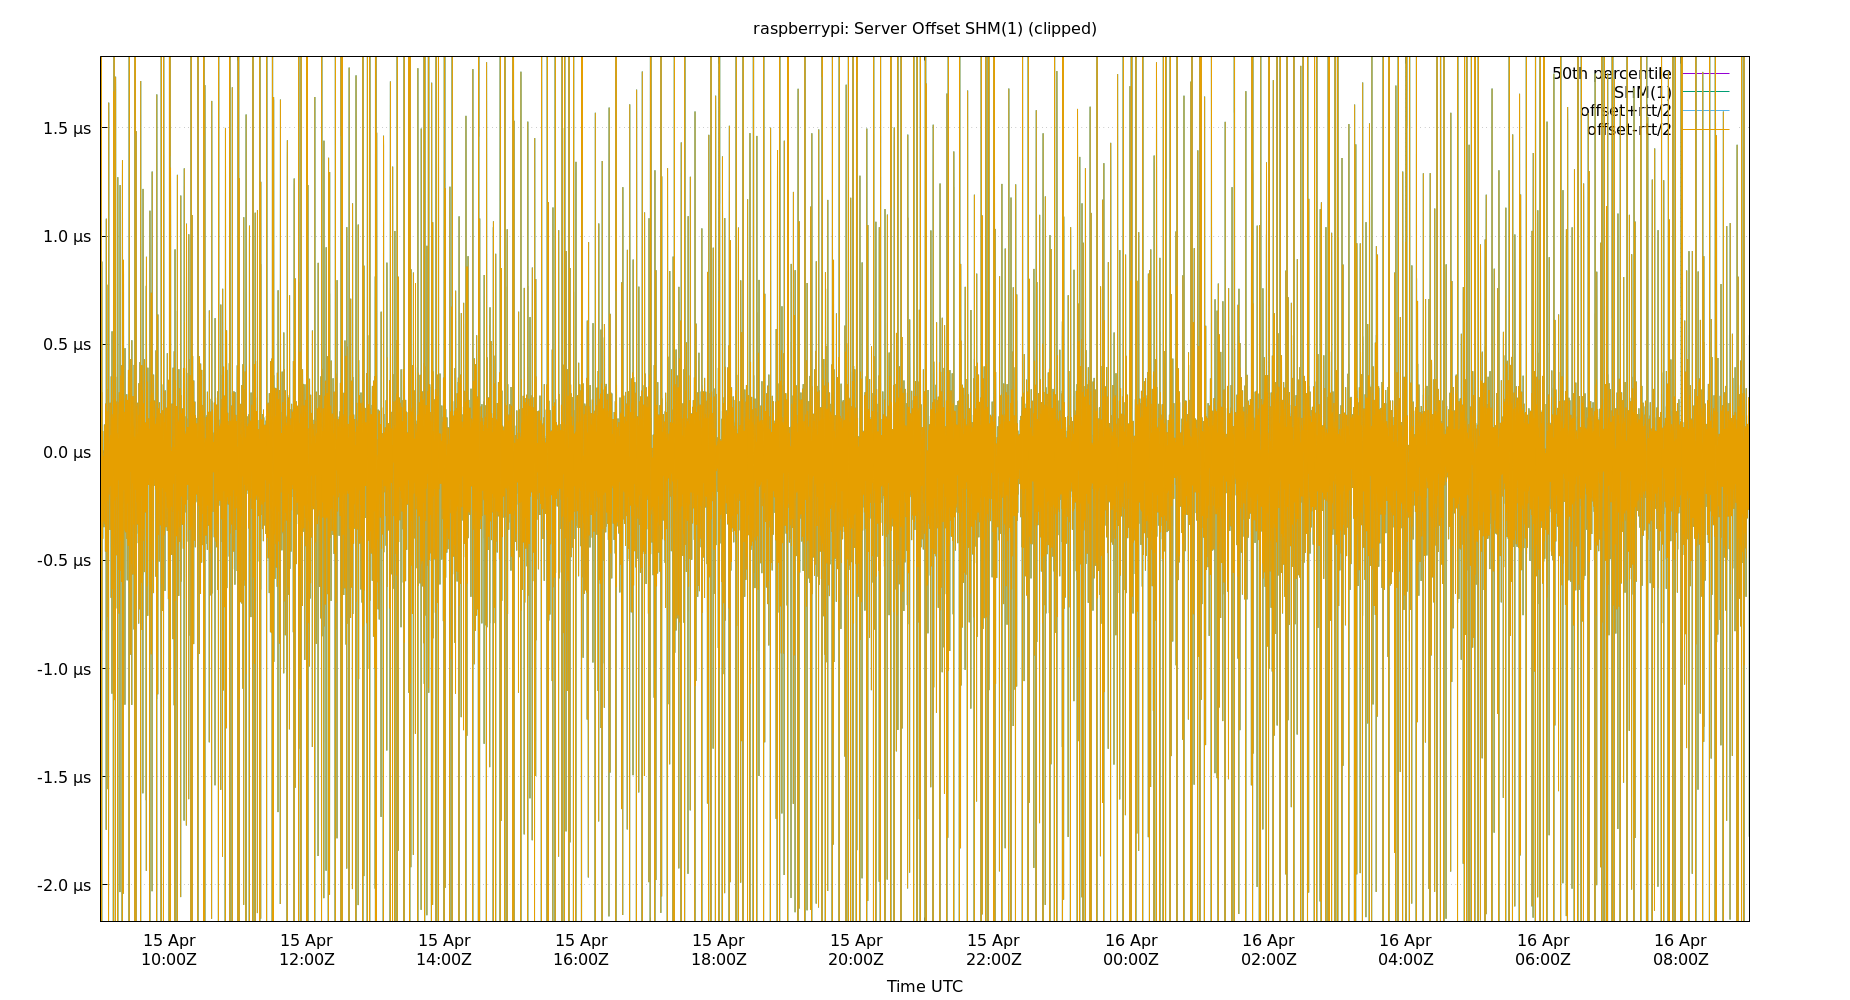 raspberrypi: Server Offset SHM(1) (clipped)
50th percentile
SHM(1)
offset+rtt/2
offset-rtt/2
1.5 µs
1.0 µs
0.5 µs
0.0 µs
-0.5 µs
-1.0 µs
-1.5 µs
-2.0 µs
15 Apr 15 Apr 15 Apr 15 Apr 15 Apr 15 Apr 15 Apr 16 Apr 16 Apr 16 Apr 16 Apr 16 Apr
10:00Z 12:00Z 14:00Z 16:00Z 18:00Z 20:00Z 22:00Z 00:00Z 02:00Z 04:00Z 06:00Z 08:00Z
Time UTC